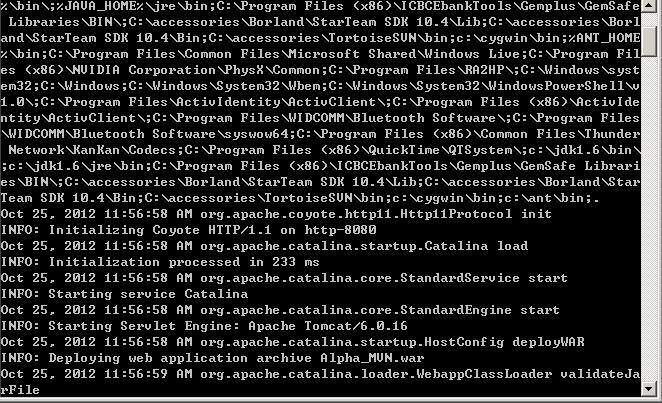 %\bin\;%JAVA_HOME%\jre\bin;C:\Program Files (x86)\ICBCEbankTools\Gemplus\GemSafe
 Libraries\BIN\;C:\accessories\Borland\StarTeam SDK 10.4\Lib;C:\accessories\Borl
and\StarTeam SDK 10.4\Bin;C:\accessories\TortoiseSVN\bin;c:\cygwin\bin;%ANT_HOME
%\bin\;C:\Program Files\Common Files\Microsoft Shared\Windows Live;C:\Program Fil
es (x86)\NVIDIA Corporation\PhysX\Common;C:\Program Files\RA2HP\;C:\Windows\syst
em32;C:\Windows;C:\Windows\System32\Wbem;C:\Windows\System32\WindowsPowerShell\v
1.0\;C:\Program Files\ActivIdentity\ActivClient\;C:\Program Files (x86)\ActivIde
ntity\ActivClient\;C:\Program Files\WIDCOMM\Bluetooth Software\;C:\Program Files
\WIDCOMM\Bluetooth Software\syswow64;C:\Program Files (x86)\Common Files\Thunder
 Network\KanKan\Codecs;C:\Program Files (x86)\QuickTime\QTSystem\;c:\jdk1.6\bin\
;c:\jdk1.6\jre\bin;C:\Program Files (x86)\ICBCEbankTools\Gemplus\GemSafe Librari
es\BIN\;C:\accessories\Borland\StarTeam SDK 10.4\Lib;C:\accessories\Borland\Star
Team SDK 10.4\Bin;C:\accessories\TortoiseSVN\bin;c:\cygwin\bin;c:\ant\bin;.
Oct 25, 2012 11:56:58 AM org.apache.coyote.http11.Http11Protocol init
INFO: Initializing Coyote HTTP/1.1 on http-8080
Oct 25, 2012 11:56:58 AM org.apache.catalina.startup.Catalina load
INFO: Initialization processed in 233 ms
Oct 25, 2012 11:56:58 AM org.apache.catalina.core.StandardService start
INFO: Starting service Catalina
Oct 25, 2012 11:56:58 AM org.apache.catalina.core.StandardEngine start
INFO: Starting Servlet Engine: Apache Tomcat/6.0.16
Oct 25, 2012 11:56:58 AM org.apache.catalina.startup.HostConfig deployWAR
INFO: Deploying web application archive Alpha_MVN.war
Oct 25, 2012 11:56:59 AM org.apache.catalina.loader.WebappClassLoader validateJa
rFile